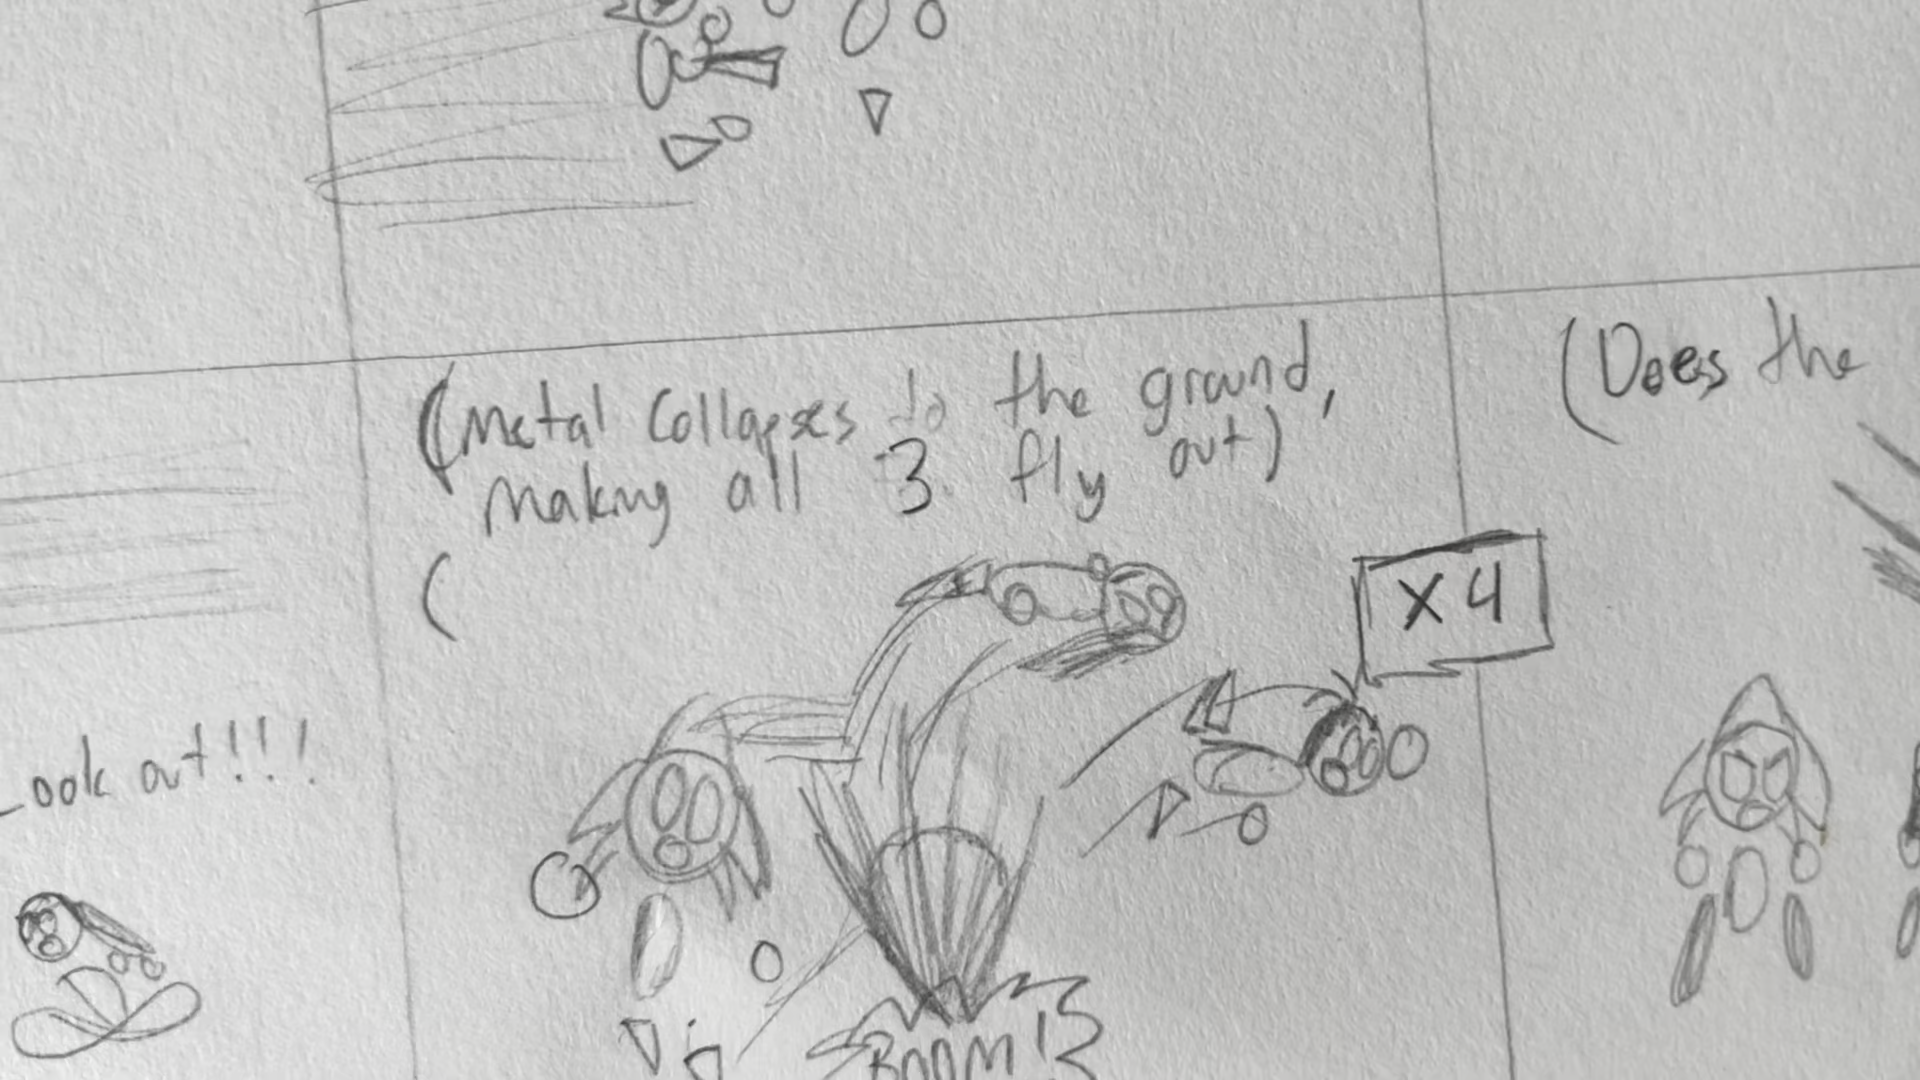 (Metal Collapses to the ground,
making all 3 fly out)
(
X4
(Does the
Look out!!!
BOOM!